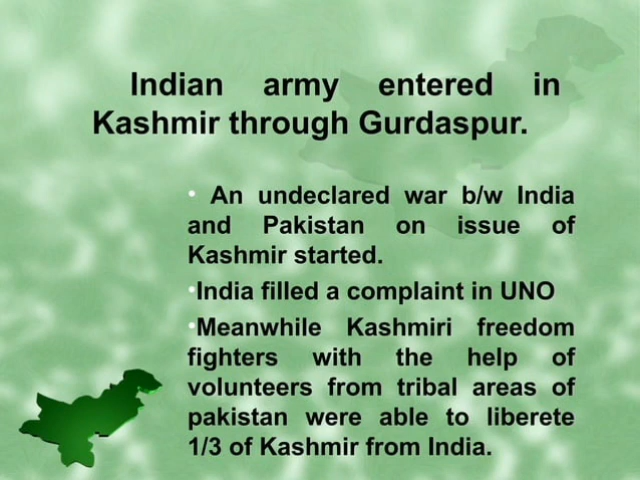 Indian army entered in
Kashmir through Gurdaspur.
• An undeclared war b/w India
and Pakistan on issue of
Kashmir started.
•India filled a complaint in UNO
•Meanwhile Kashmiri freedom
fighters with the help of
volunteers from tribal areas of
pakistan were able to liberete
1/3 of Kashmir from India.